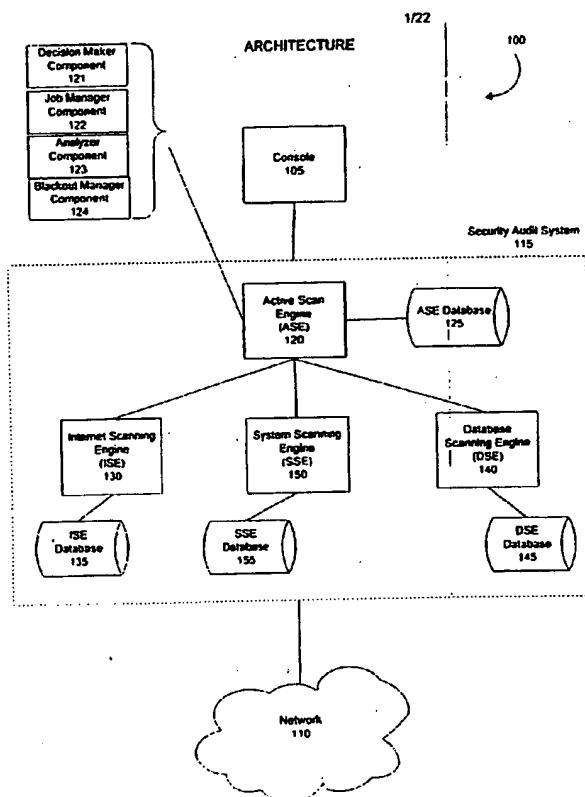 1/22
ARCHITECTURE
100
Decision Maker
Component
121
Job Manager
Component
122
Analyzer
Component
123
Blackout Manager
Component
124
Console
105
Security Audit System
115
Active Scan
Engine
(ASE)
120
ASE Database
125
Internet Scanning
Engine
(ISE)
130
System Scanning
Engine
(SSE)
150
Database
Scanning Engine
(DSE)
140
ISE
Database
135
SSE
Database
155
DSE
Database
145
Network
110